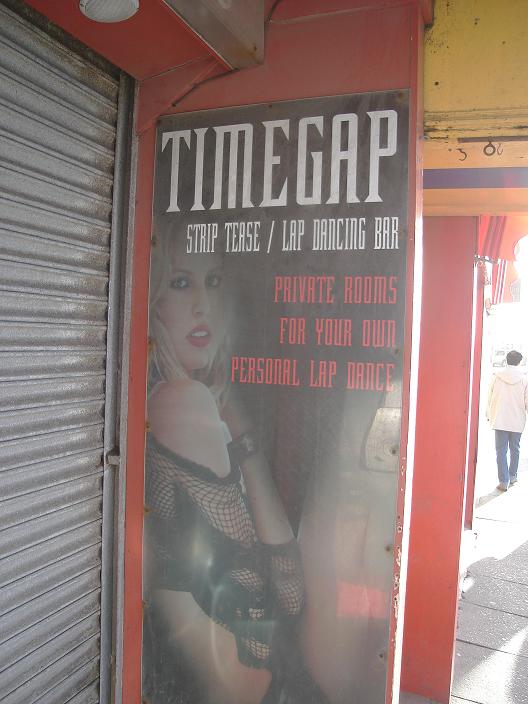 TIMEGAP
STRIP TEASE / LAP DANCING BAR
PRIVATE ROOMS
FOR YOUR OWN
PERSONAL LAP DANCE